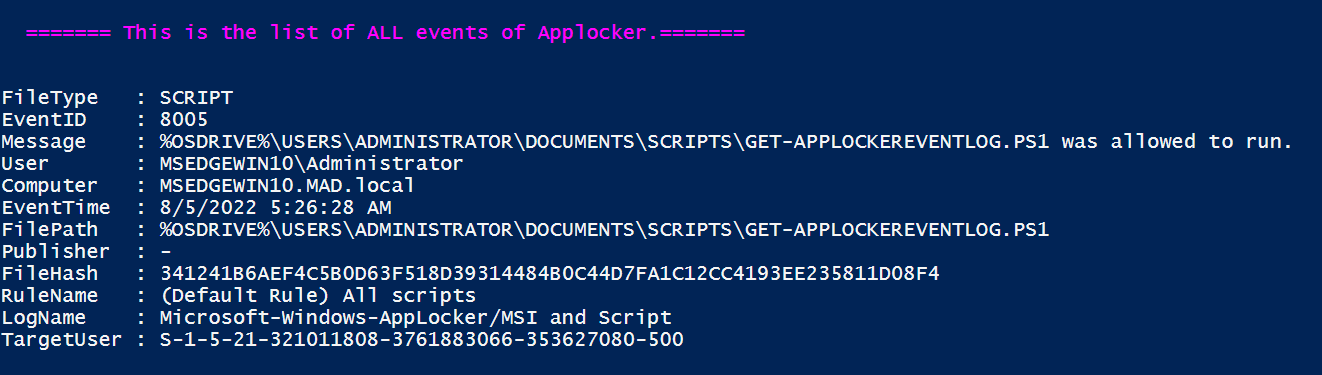 ======= This is the list of ALL events of Applocker.=======
FileType : SCRIPT
EventID : 8005
Message : %OSDRIVE%\USERS\ADMINISTRATOR\DOCUMENTS\SCRIPTS\GET-APPLOCKEREVENTLOG.PS1 was allowed to run.
User : MSEDGEWIN10\Administrator
Computer : MSEDGEWIN10.MAD.local
EventTime : 8/5/2022 5:26:28 AM
FilePath : %OSDRIVE%\USERS\ADMINISTRATOR\DOCUMENTS\SCRIPTS\GET-APPLOCKEREVENTLOG.PS1
Publisher : -
FileHash : 341241B6AEF4C5B0D63F518D39314484B0C44D7FA1C12CC4193EE235811D08F4
RuleName : (Default Rule) All scripts
LogName : Microsoft-Windows-AppLocker/MSI and Script
TargetUser : S-1-5-21-321011808-3761883066-353627080-500